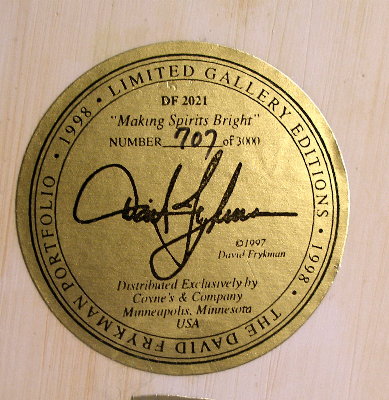 1998 • LIMITED GALLERY EDITIONS • 1998 • THE DAVID FRYKMAN PORTFOLIO •
DF 2021
"Making Spirits Bright"
NUMBER 707 of 3000
David Frykman
©1997
David Frykman
Distributed Exclusively by
Coyne's & Company
Minneapolis, Minnesota
USA